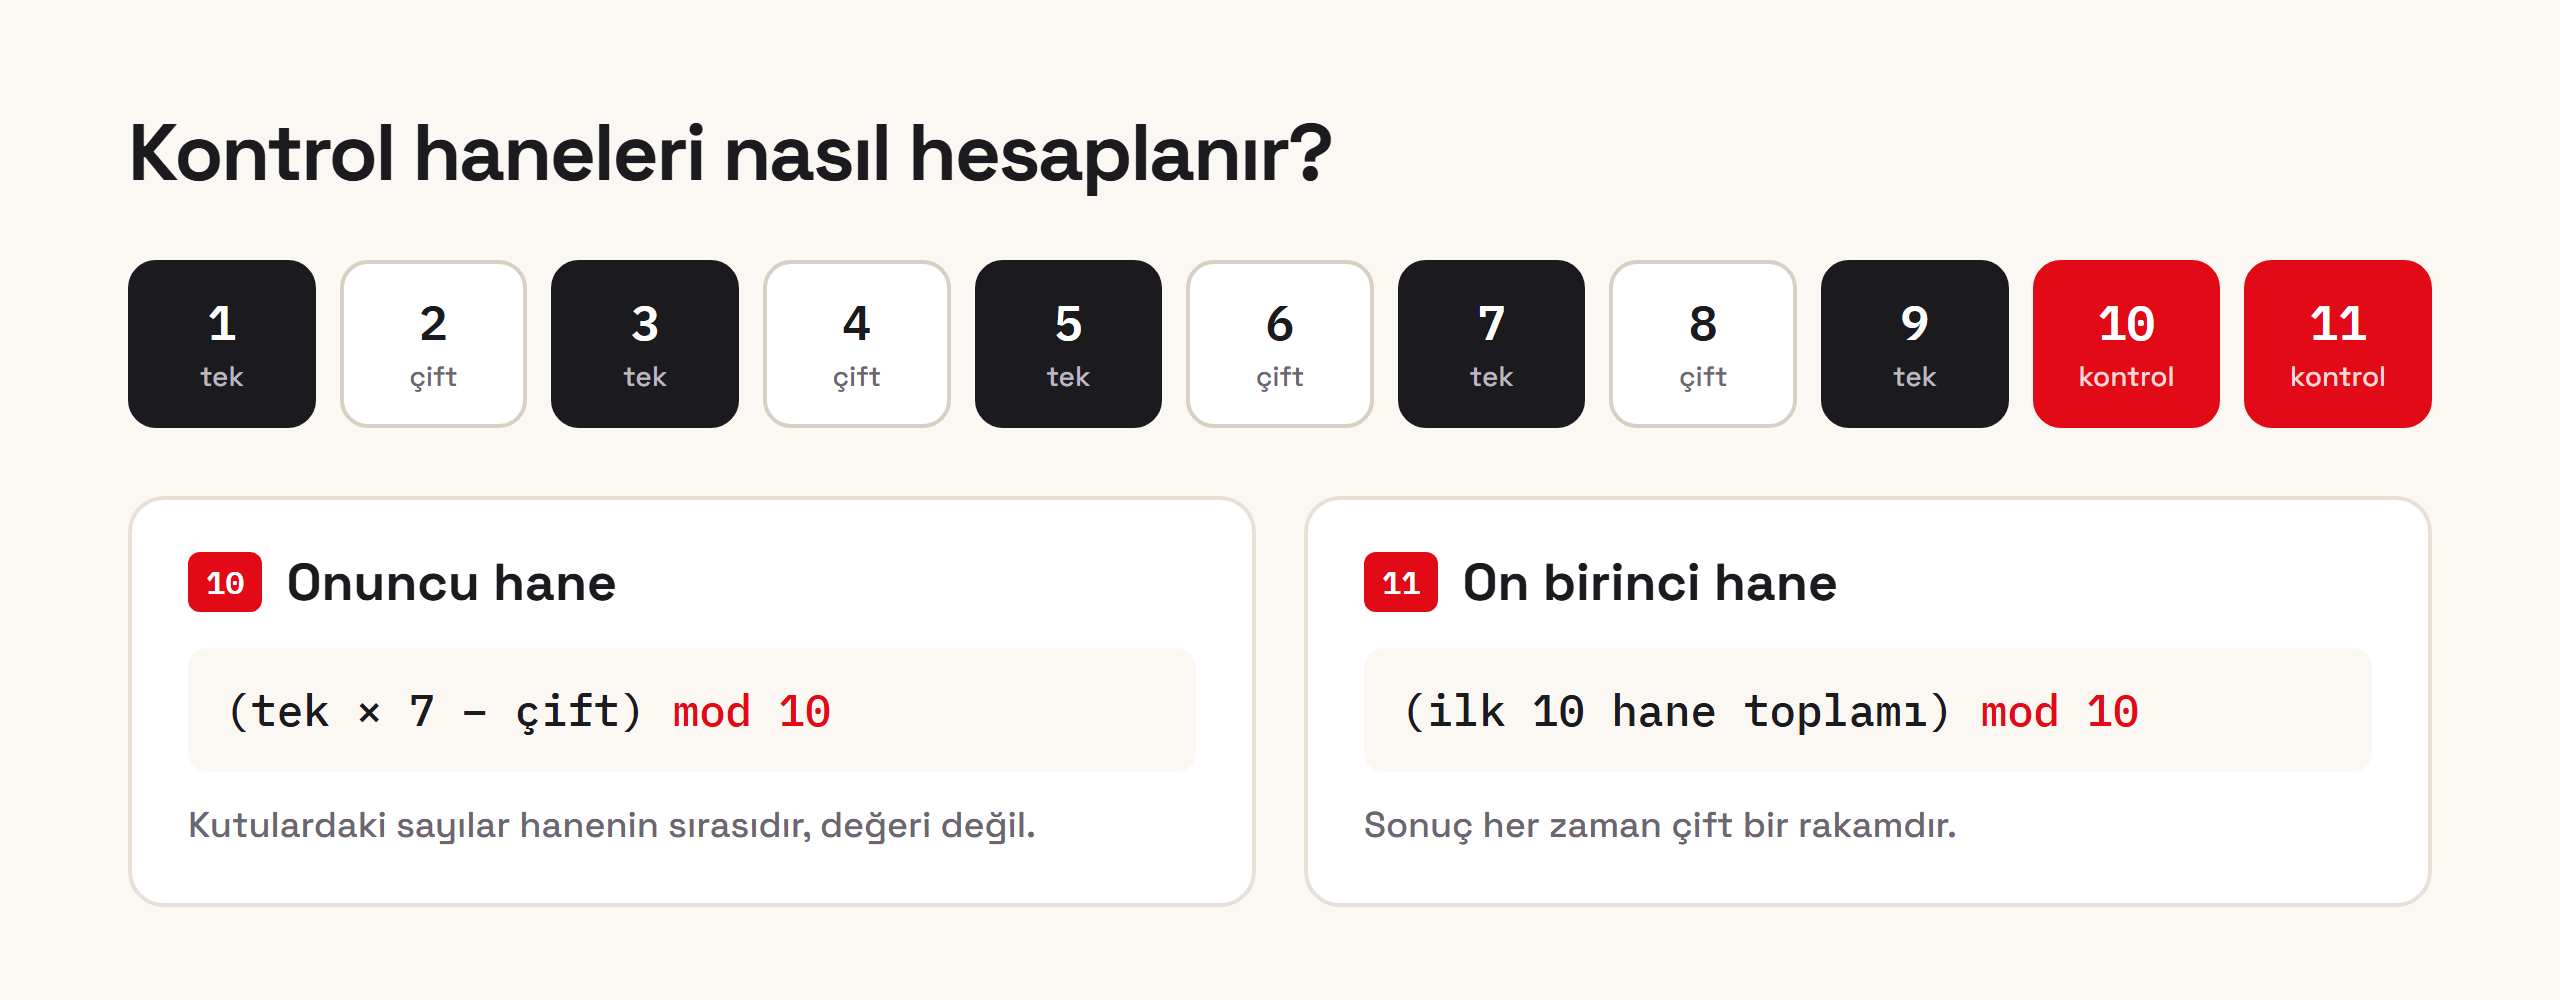 Kontrol haneleri nasıl hesaplanır?
1 2 3 4 5 6 7 8 9 10 11
tek çift tek çift tek çift tek çift tek kontrol kontrol
10 Onuncu hane
(tek × 7 − çift) mod 10
Kutulardaki sayılar hanenin sırasıdır, değeri değil.
11 On birinci hane
(ilk 10 hane toplamı) mod 10
Sonuç her zaman çift bir rakamdır.